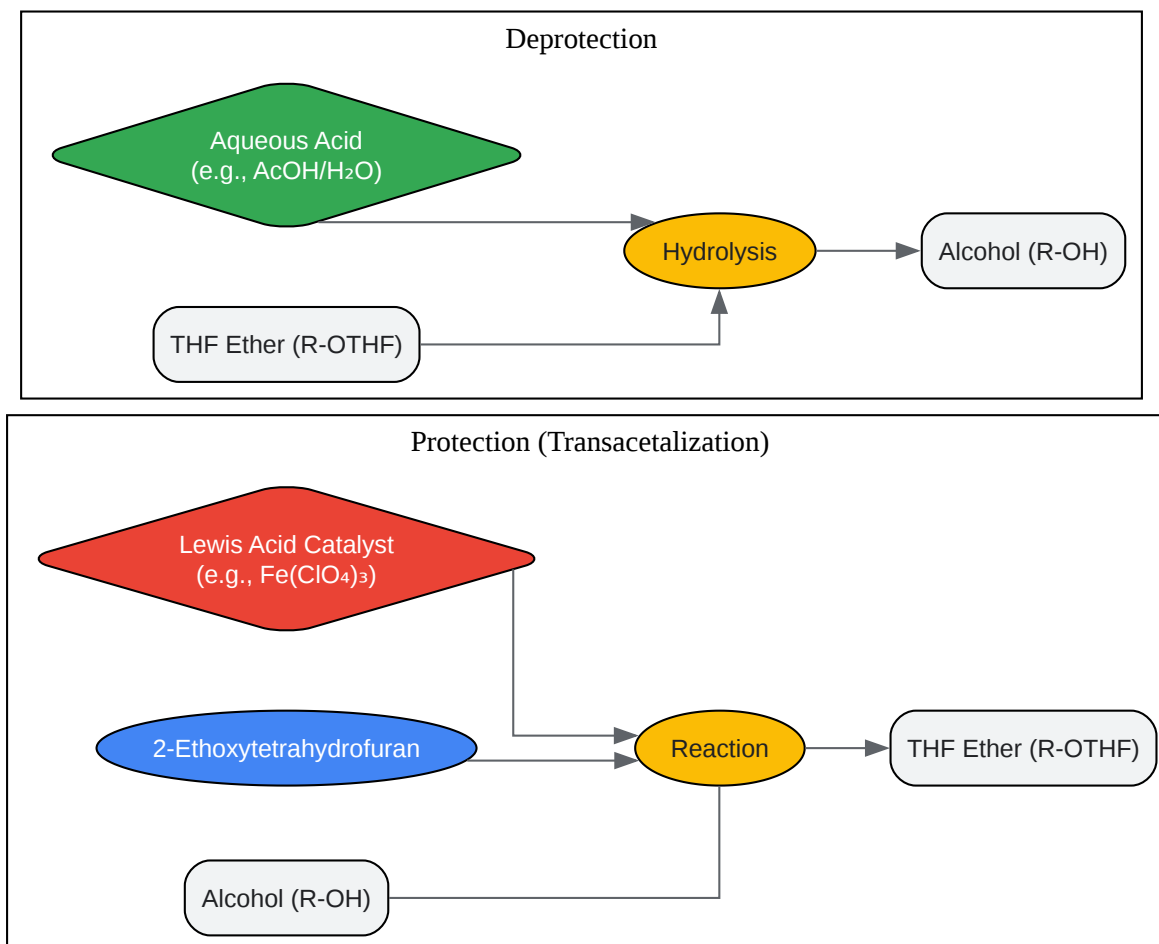 Deprotection
Aqueous Acid
(e.g., AcOH/H₂O)
Hydrolysis
Alcohol (R-OH)
THF Ether (R-OTHF)
Protection (Transacetalization)
Lewis Acid Catalyst
(e.g., Fe(ClO₄)₃)
2-Ethoxytetrahydrofuran
Reaction
THF Ether (R-OTHF)
Alcohol (R-OH)